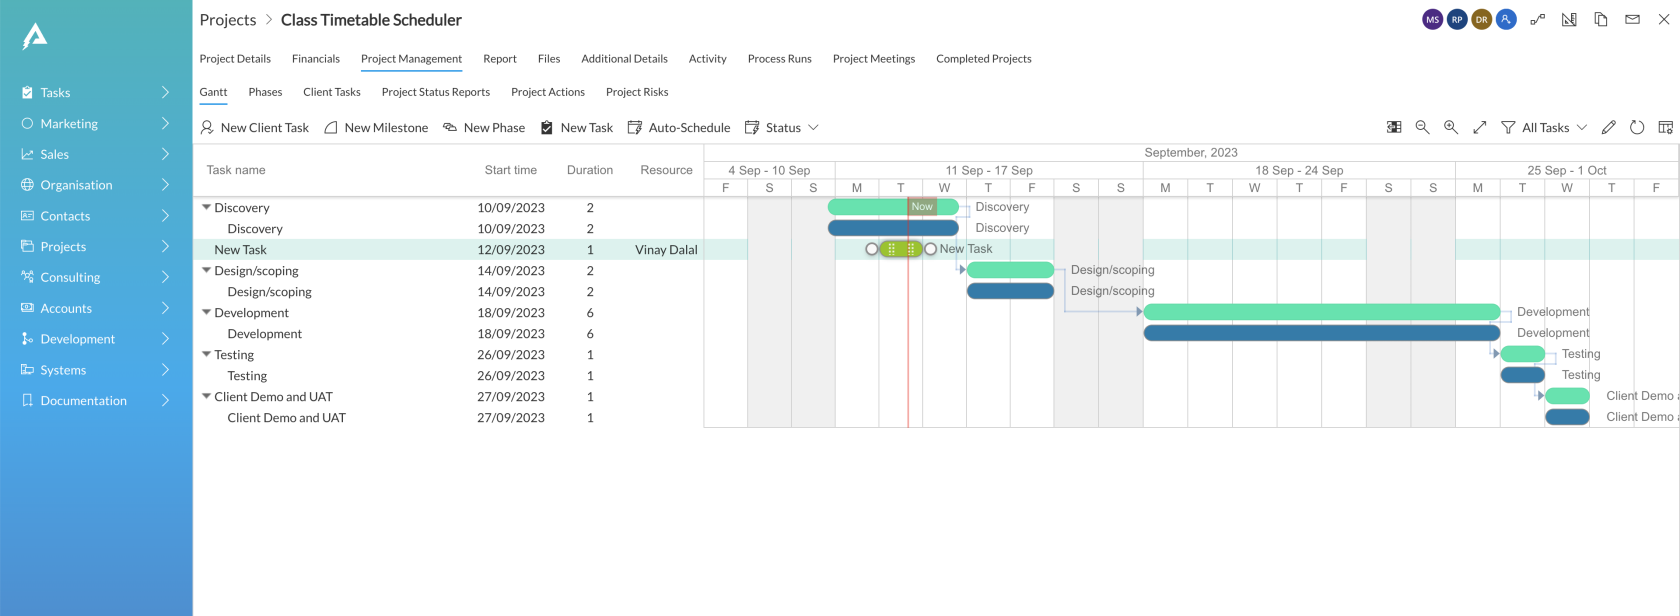 Projects > Class Timetable Scheduler
MS RP DR
Project Details Financials Project Management Report Files Additional Details Activity Process Runs Project Meetings Completed Projects
Gantt Phases Client Tasks Project Status Reports Project Actions Project Risks
New Client Task New Milestone New Phase New Task Auto-Schedule Status All Tasks
Tasks
Marketing
Sales
Organisation
Contacts
Projects
Consulting
Accounts
Development
Systems
Documentation
Task name Start time Duration Resource
September, 2023
4 Sep - 10 Sep 11 Sep - 17 Sep 18 Sep - 24 Sep 25 Sep - 1 Oct
F S S M T W T F S S M T W T F S S M T W T F
Discovery 10/09/2023 2 Now Discovery
Discovery 10/09/2023 2 Discovery
New Task 12/09/2023 1 Vinay Dalal New Task
Design/scoping 14/09/2023 2 Design/scoping
Design/scoping 14/09/2023 2 Design/scoping
Development 18/09/2023 6 Development
Development 18/09/2023 6 Development
Testing 26/09/2023 1 Testing
Testing 26/09/2023 1 Testing
Client Demo and UAT 27/09/2023 1 Client Demo a
Client Demo and UAT 27/09/2023 1 Client Demo a